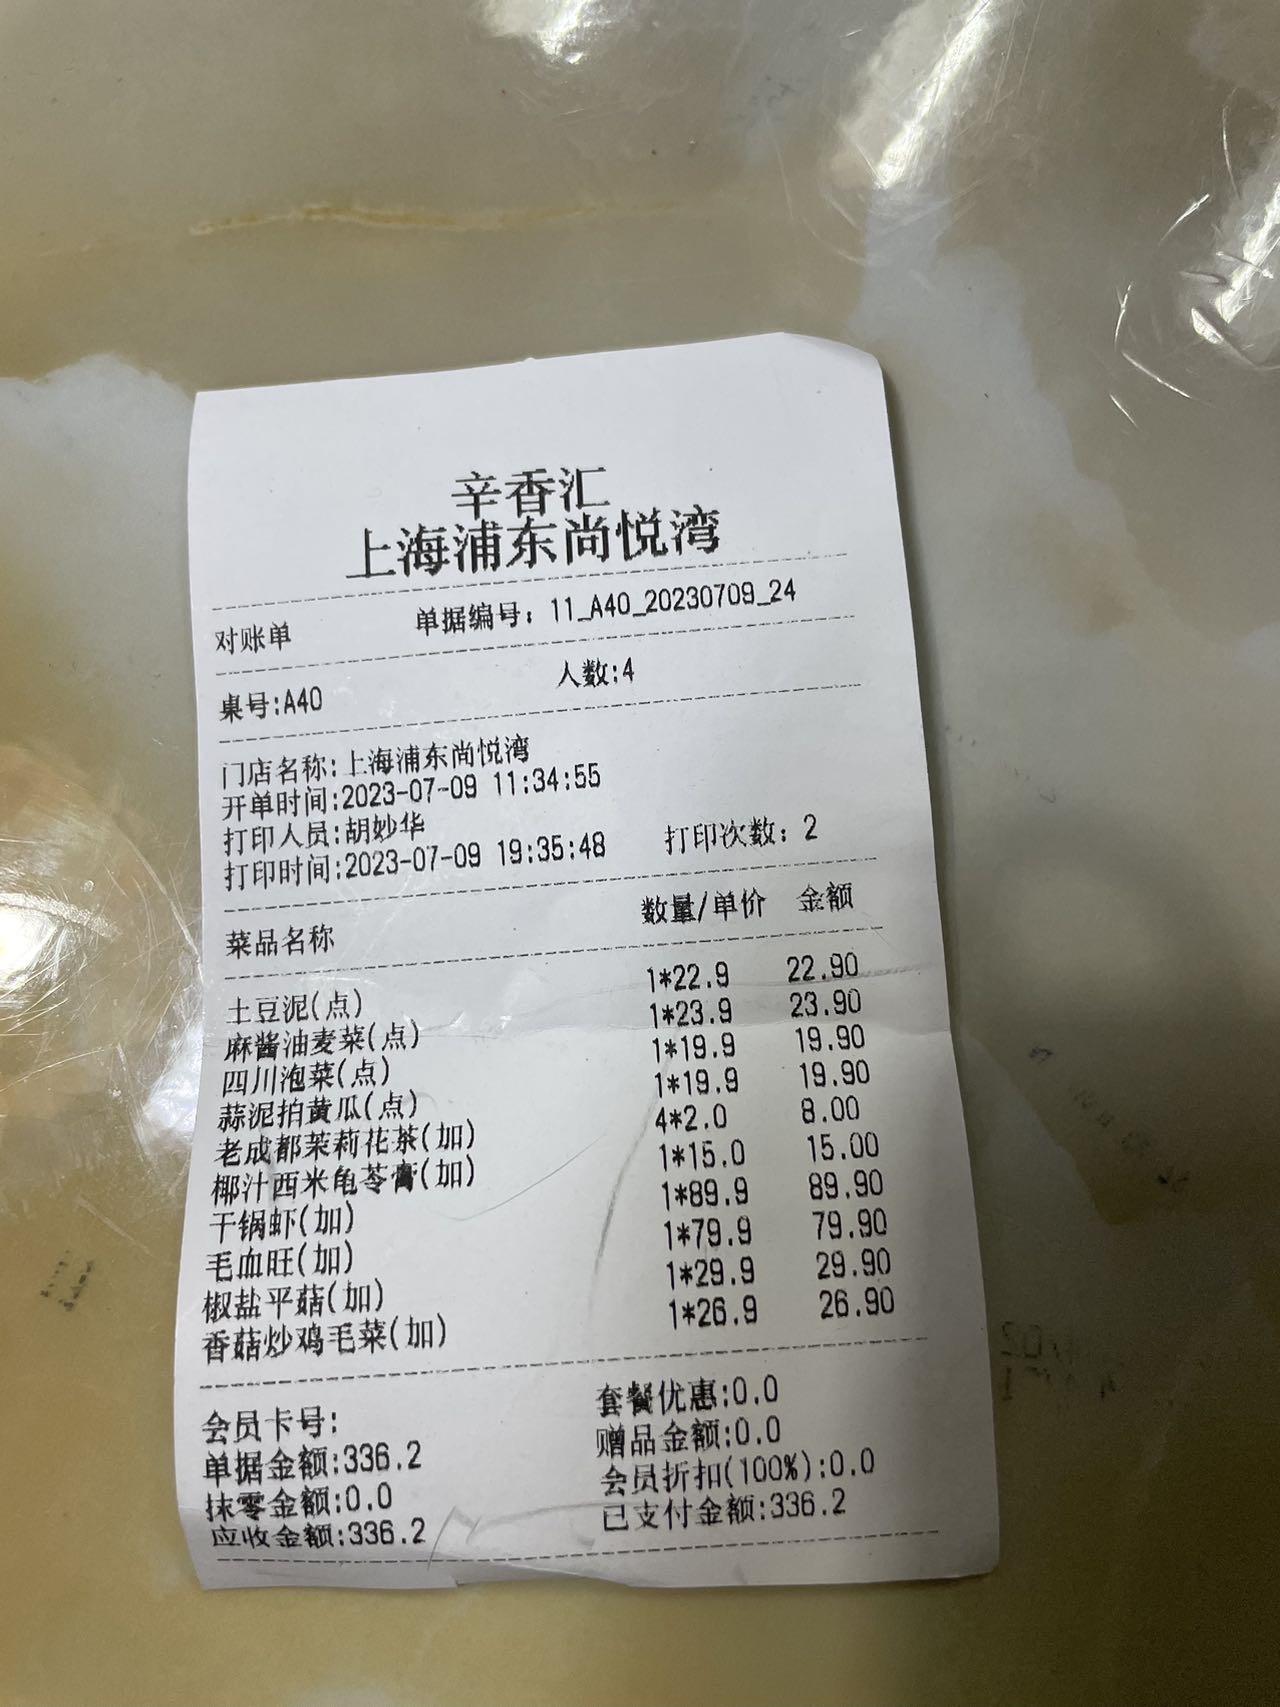 辛香汇
上海浦东尚悦湾
对账单 单据编号：11_A40_20230709_24
桌号:A40 人数:4
门店名称:上海浦东尚悦湾
开单时间:2023-07-09 11:34:55
打印人员:胡妙华
打印时间:2023-07-09 19:35:48 打印次数：2
菜品名称 数量/单价 金额
土豆泥(点) 1*22.9 22.90
麻酱油麦菜(点) 1*23.9 23.90
四川泡菜(点) 1*19.9 19.90
蒜泥拍黄瓜(点) 1*19.9 19.90
老成都茉莉花茶(加) 4*2.0 8.00
椰汁西米龟苓膏(加) 1*15.0 15.00
干锅虾(加) 1*89.9 89.90
毛血旺(加) 1*79.9 79.90
椒盐平菇(加) 1*29.9 29.90
香菇炒鸡毛菜(加) 1*26.9 26.90
会员卡号: 套餐优惠:0.0
单据金额:336.2 赠品金额:0.0
抹零金额:0.0 会员折扣(100%):0.0
应收金额:336.2 已支付金额:336.2